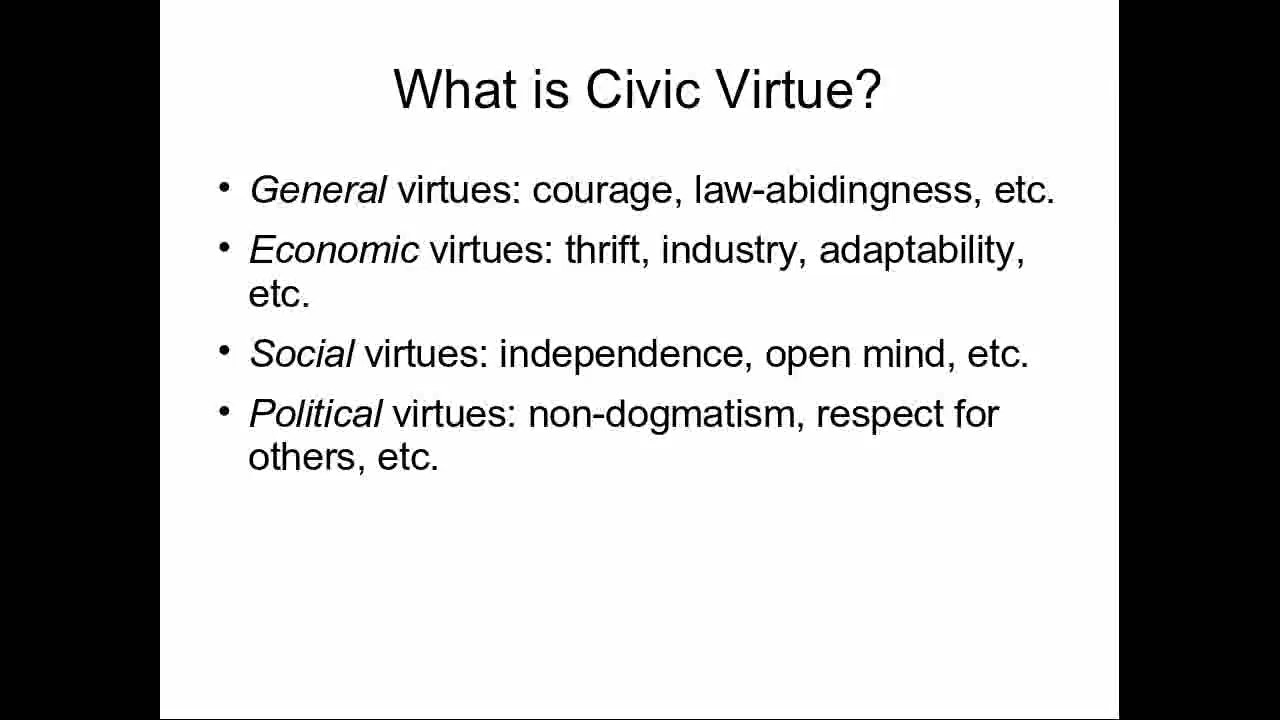 What is Civic Virtue?
• General virtues: courage, law-abidingness, etc.
• Economic virtues: thrift, industry, adaptability,
etc.
• Social virtues: independence, open mind, etc.
• Political virtues: non-dogmatism, respect for
others, etc.